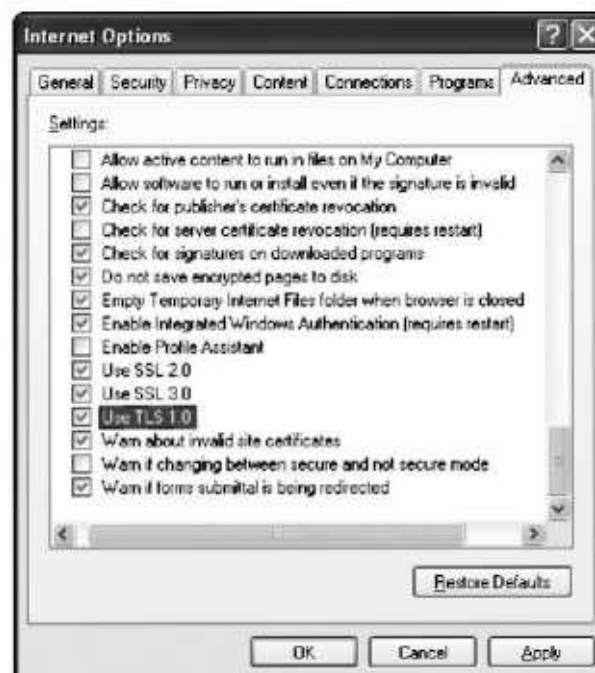 Internet Options
General Security Privacy Content Connections Programs Advanced
Settings:
Allow active content to run in files on My Computer
Allow software to run or install even if the signature is invalid
Check for publisher's certificate revocation
Check for server certificate revocation (requires restart)
Check for signatures on downloaded programs
Do not save encrypted pages to disk
Empty Temporary Internet Files folder when browser is closed
Enable Integrated Windows Authentication (requires restart)
Enable Profile Assistant
Use SSL 2.0
Use SSL 3.0
Use TLS 1.0
Warn about invalid site certificates
Warn if changing between secure and not secure mode
Warn if forms submittal is being redirected
Restore Defaults
OK Cancel Apply